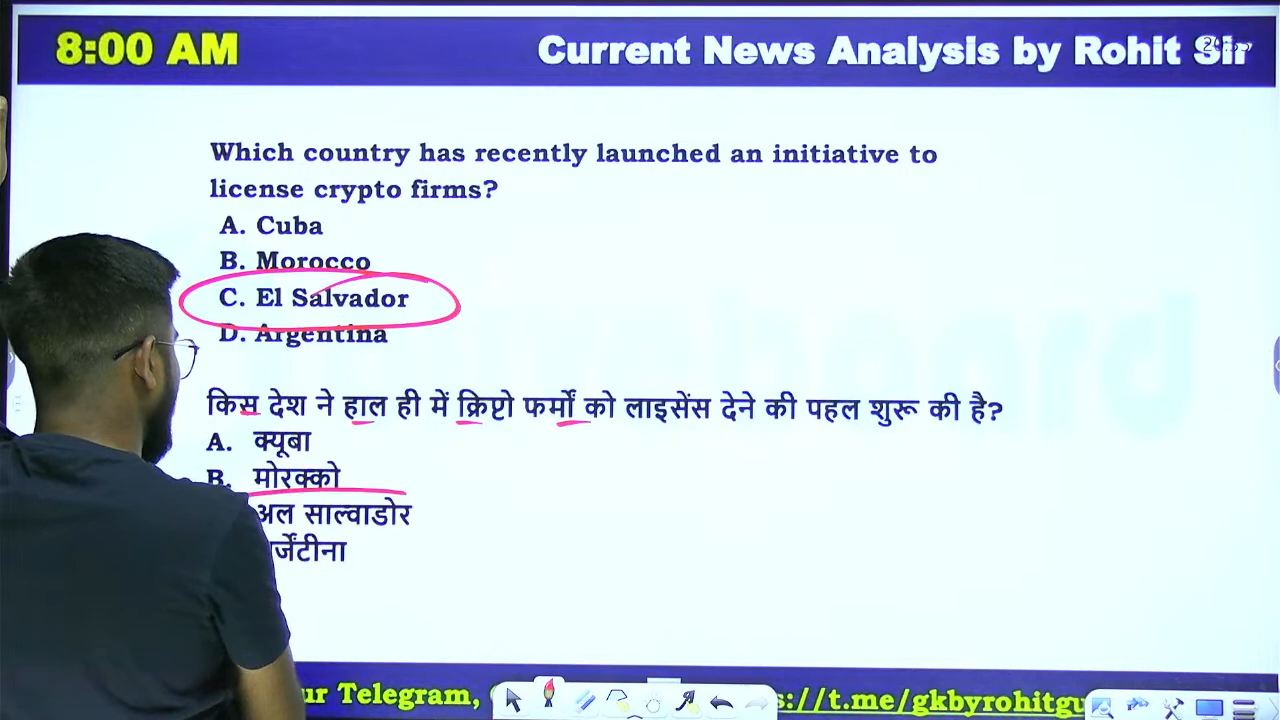 8:00 AM
Current News Analysis by Rohit Sir
Which country has recently launched an initiative to
license crypto firms?
A. Cuba
B. Morocco
C. El Salvador
D. Argentina
किस देश ने हाल ही में क्रिप्टो फर्मों को लाइसेंस देने की पहल शुरू की है?
A. क्यूबा
B. मोरक्को
अल साल्वाडोर
र्जेंटीना
ur Telegram,
s://t.me/gkbyrohitgu